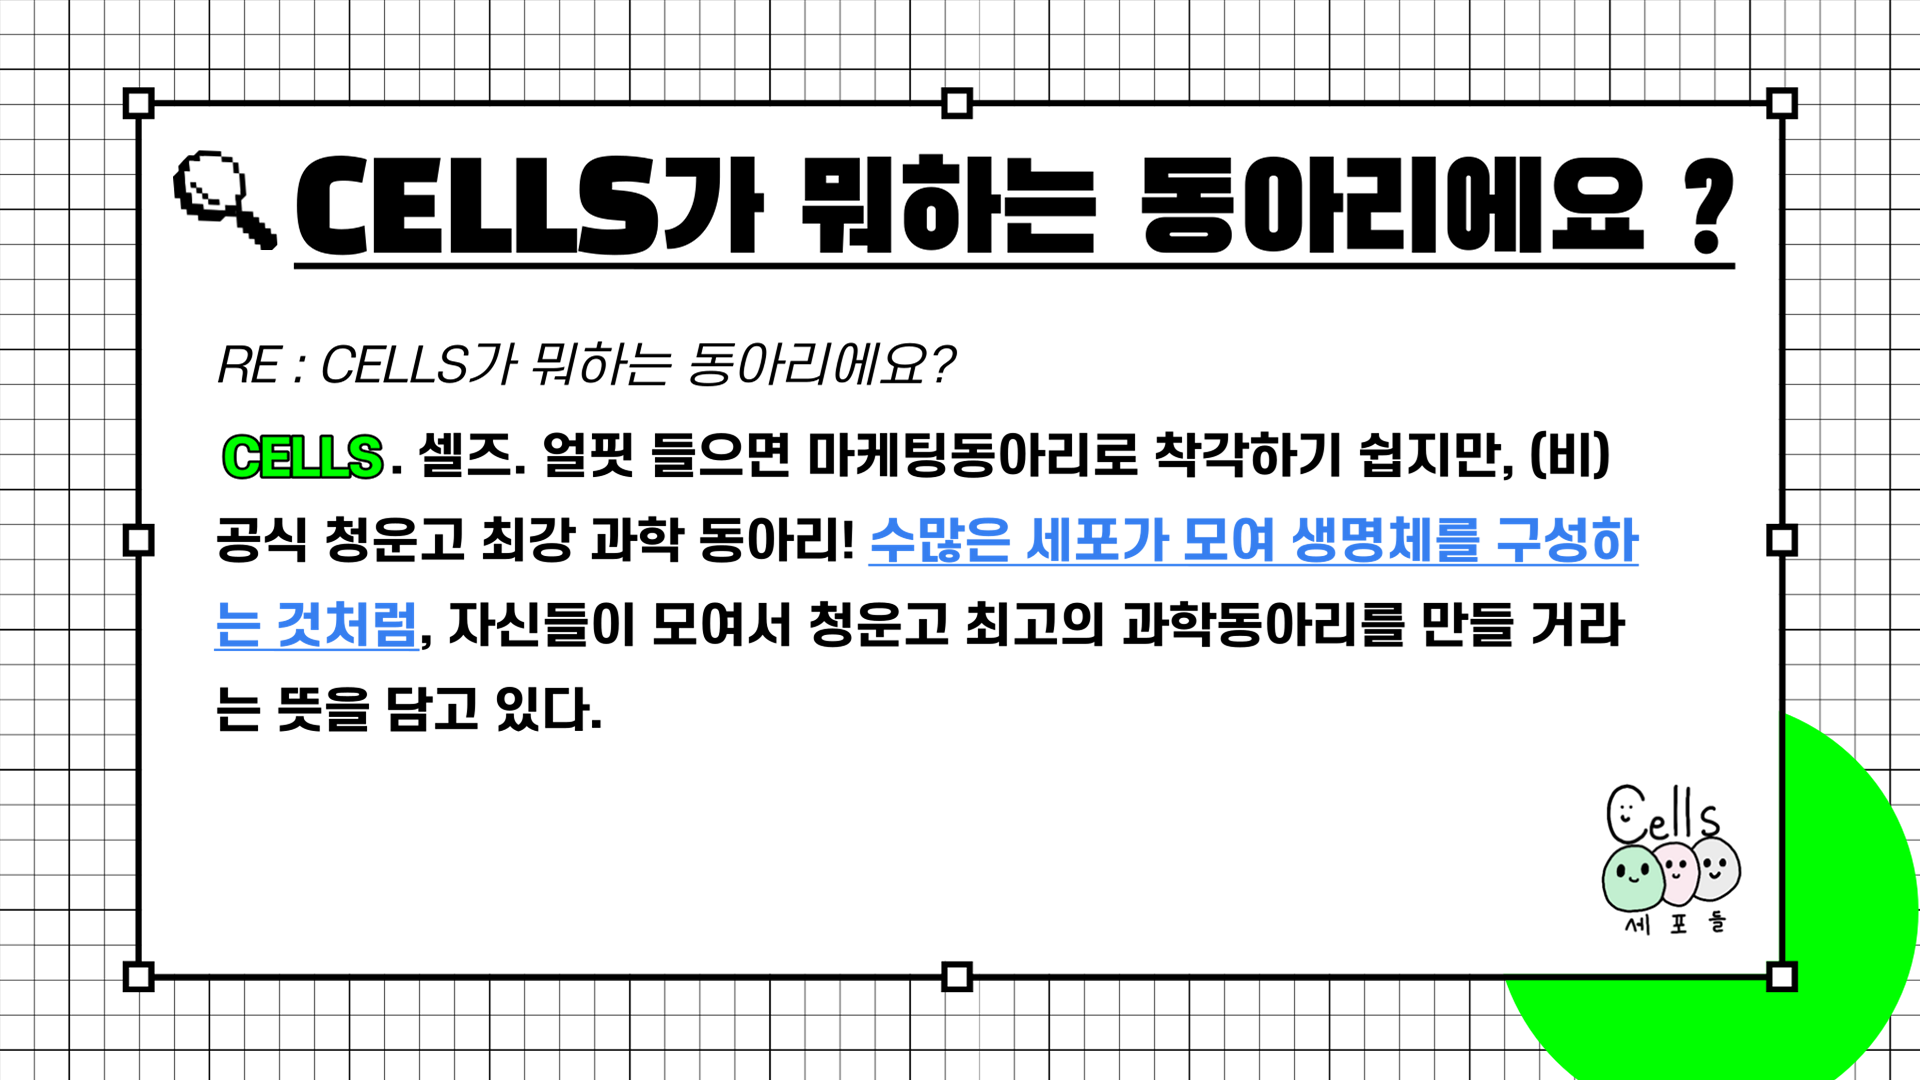 CELLS가 뭐하는 동아리에요 ?
RE : CELLS가 뭐하는 동아리에요?
CELLS. 셀즈. 얼핏 들으면 마케팅동아리로 착각하기 쉽지만, (비)
공식 청운고 최강 과학 동아리! 수많은 세포가 모여 생명체를 구성하
는 것처럼, 자신들이 모여서 청운고 최고의 과학동아리를 만들 거라
는 뜻을 담고 있다.
Cells
세 포 들